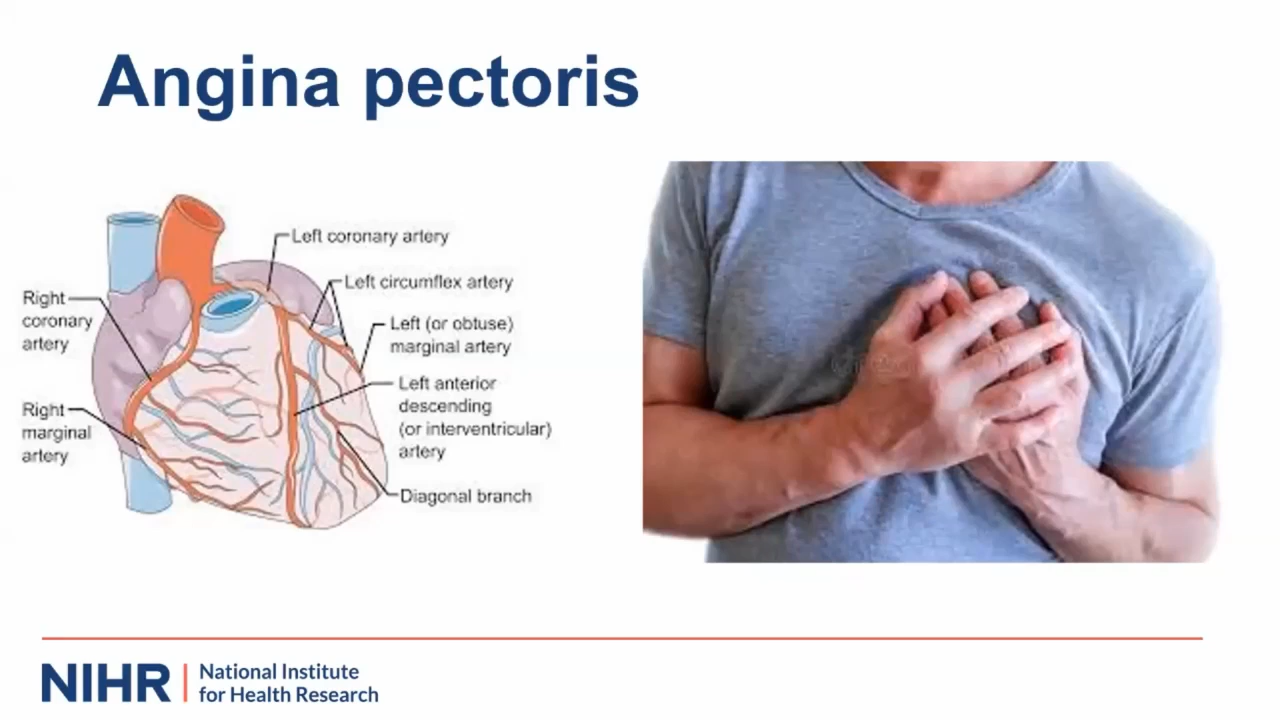 Angina pectoris
Left coronary artery
Left circumflex artery
Right
coronary
artery
Left (or obtuse)
marginal artery
Left anterior
descending
(or interventricular)
artery
Right
marginal
artery
Diagonal branch
NIHR
National Institute
for Health Research